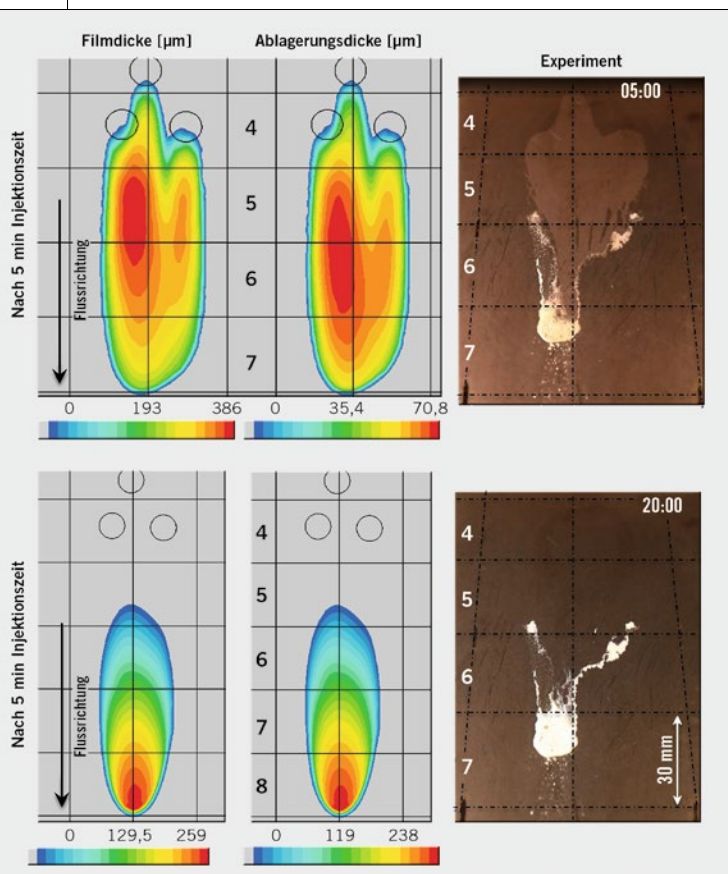 Filmdicke [µm]
Ablagerungsdicke [µm]
Experiment
Nach 5 min Injektionszeit
Flussrichtung
4
5
6
7
05:00
4
5
6
7
0 193 386
0 35,4 70,8
Nach 5 min Injektionszeit
Flussrichtung
4
5
6
7
8
20:00
4
5
6
7
30 mm
0 129,5 259
0 119 238